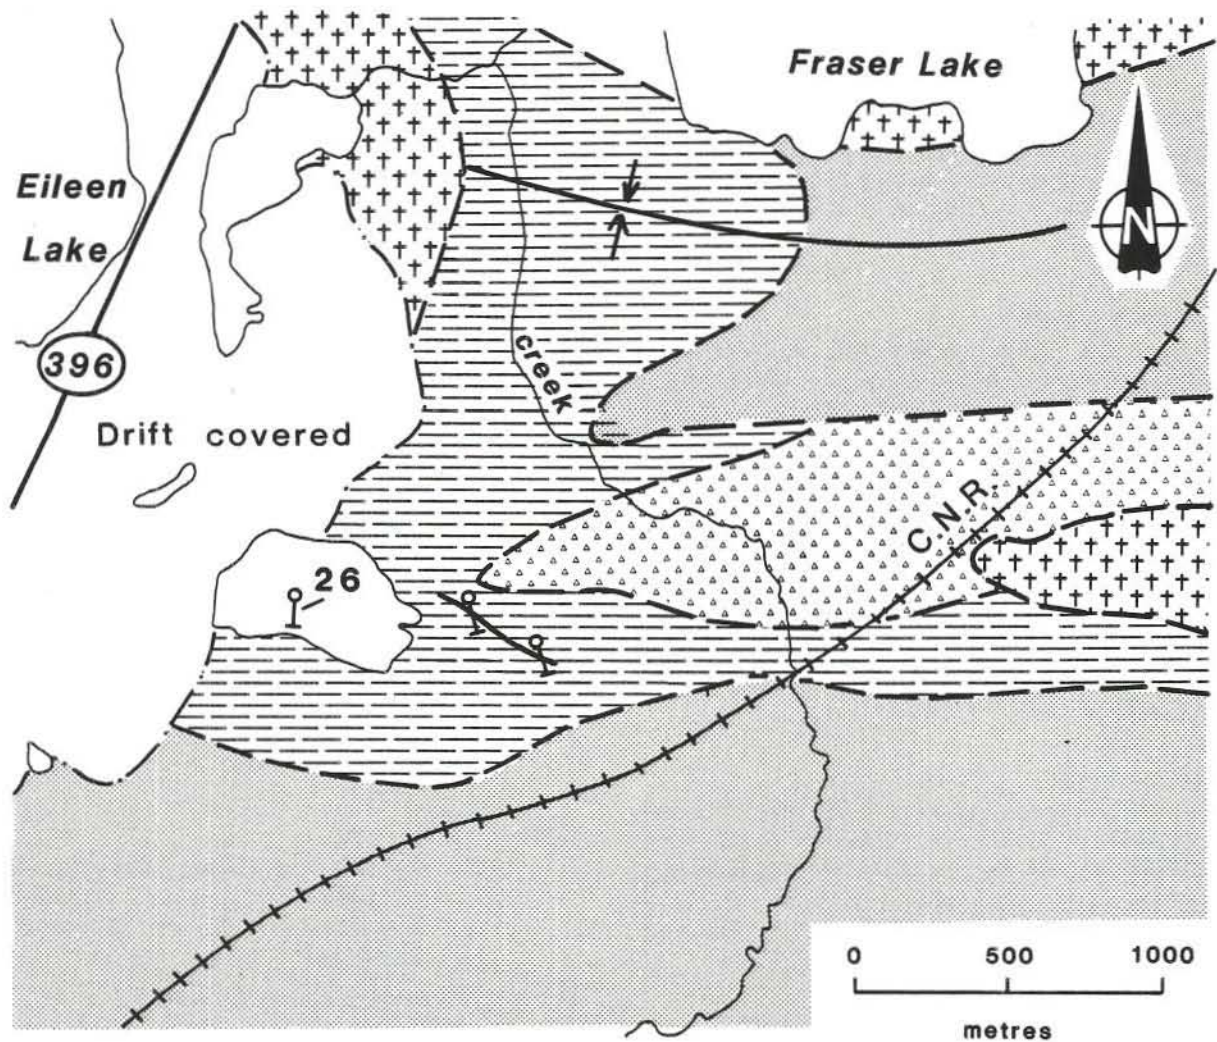 Fraser Lake
Eileen
Lake
N
396
creek
Drift covered
C.N.R.
26
0 500 1000
metres